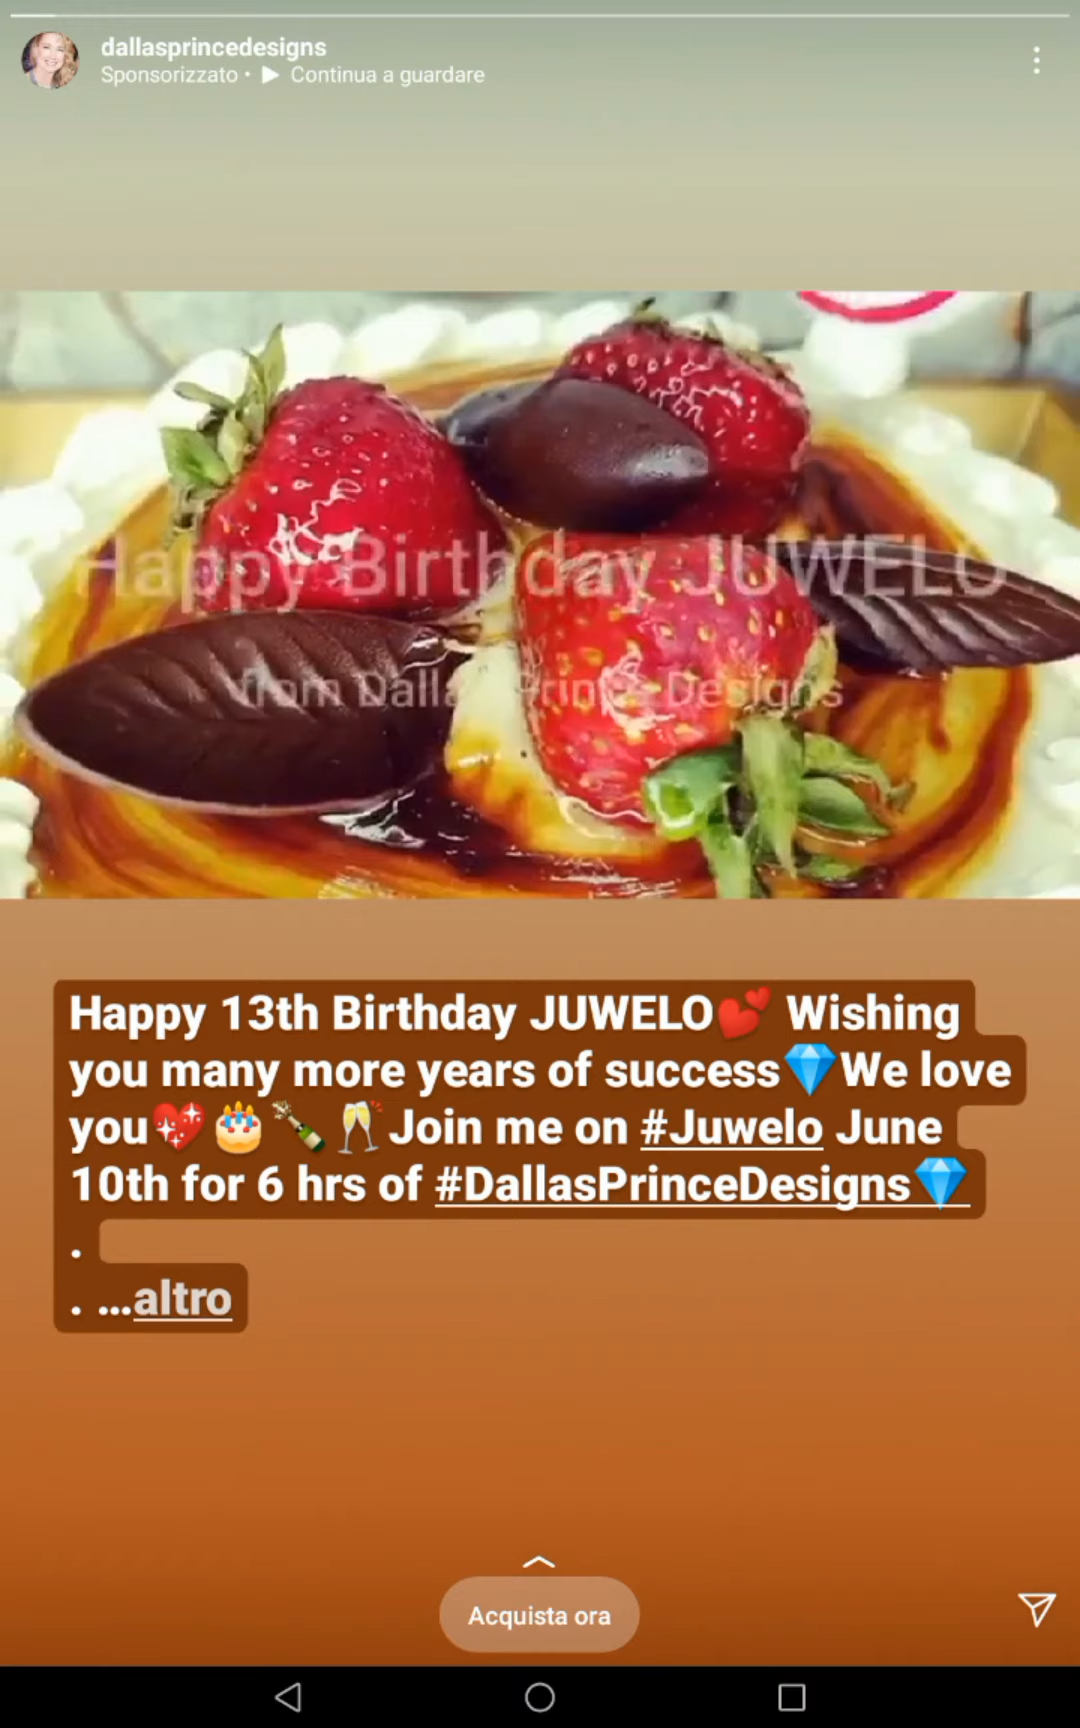 dallasprincedesigns
Sponsorizzato • ▶ Continua a guardare
Happy Birthday JUWELO
from Dallas Prince Designs
Happy 13th Birthday JUWELO💕 Wishing
you many more years of success💎We love
you💖🎂🍾🥂Join me on #Juwelo June
10th for 6 hrs of #DallasPrinceDesigns💎
.
. ...altro
Acquista ora